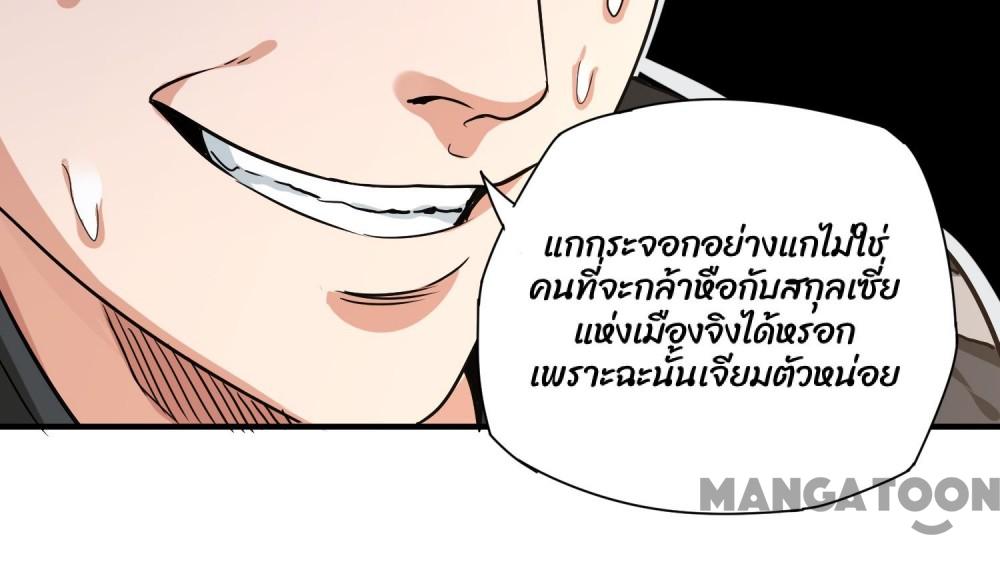 แกกระจอกอย่างแกไม่ใช่
คนที่จะกล้าหือกับสกุลเซี่ย
แห่งเมืองจิงได้หรอก
เพราะฉะนั้นเจียมตัวหน่อย
MANGATOON